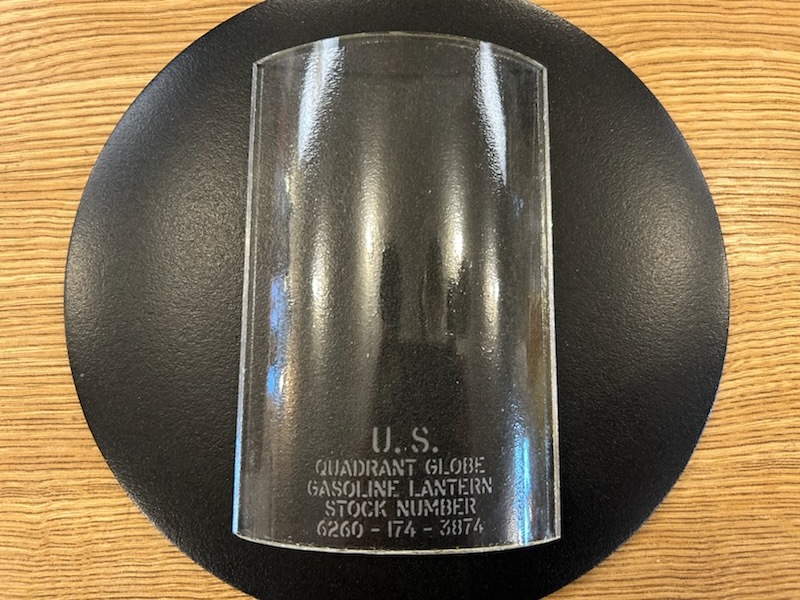 U.S.
QUADRANT GLOBE
GASOLINE LANTERN
STOCK NUMBER
6260 - 174 - 3874